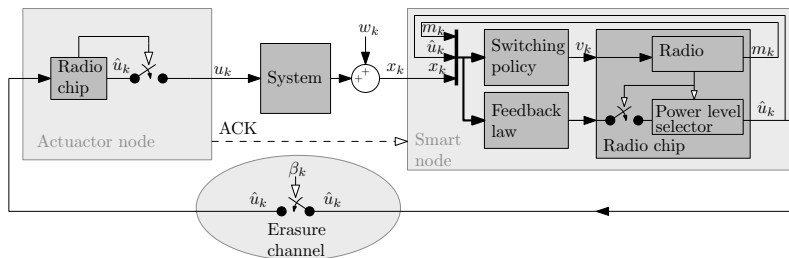 Radio
chip
û_k
Actuactor node
u_k
System
w_k
+
+
x_k
ACK
m_k
û_k
x_k
Switching
policy
v_k
Radio
m_k
Feedback
law
Power level
selector
û_k
Radio chip
Smart
node
β_k
û_k
û_k
Erasure
channel